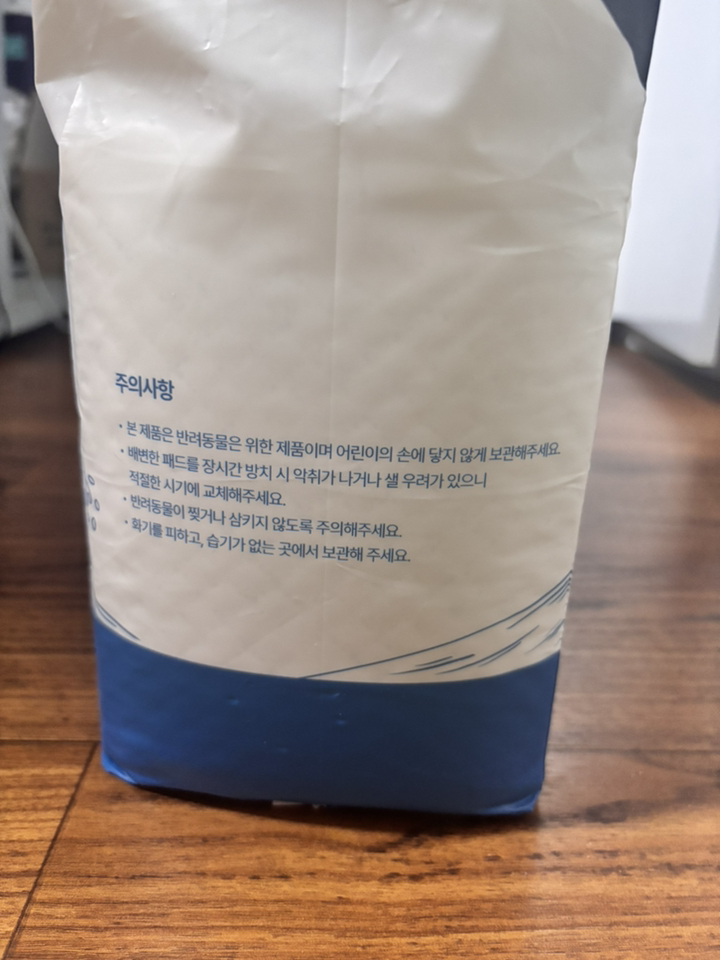 주의사항
· 본 제품은 반려동물은 위한 제품이며 어린이의 손에 닿지 않게 보관해주세요.
· 배변한 패드를 장시간 방치 시 악취가 나거나 샐 우려가 있으니
적절한 시기에 교체해주세요.
· 반려동물이 찢거나 삼키지 않도록 주의해주세요.
· 화기를 피하고, 습기가 없는 곳에서 보관해 주세요.